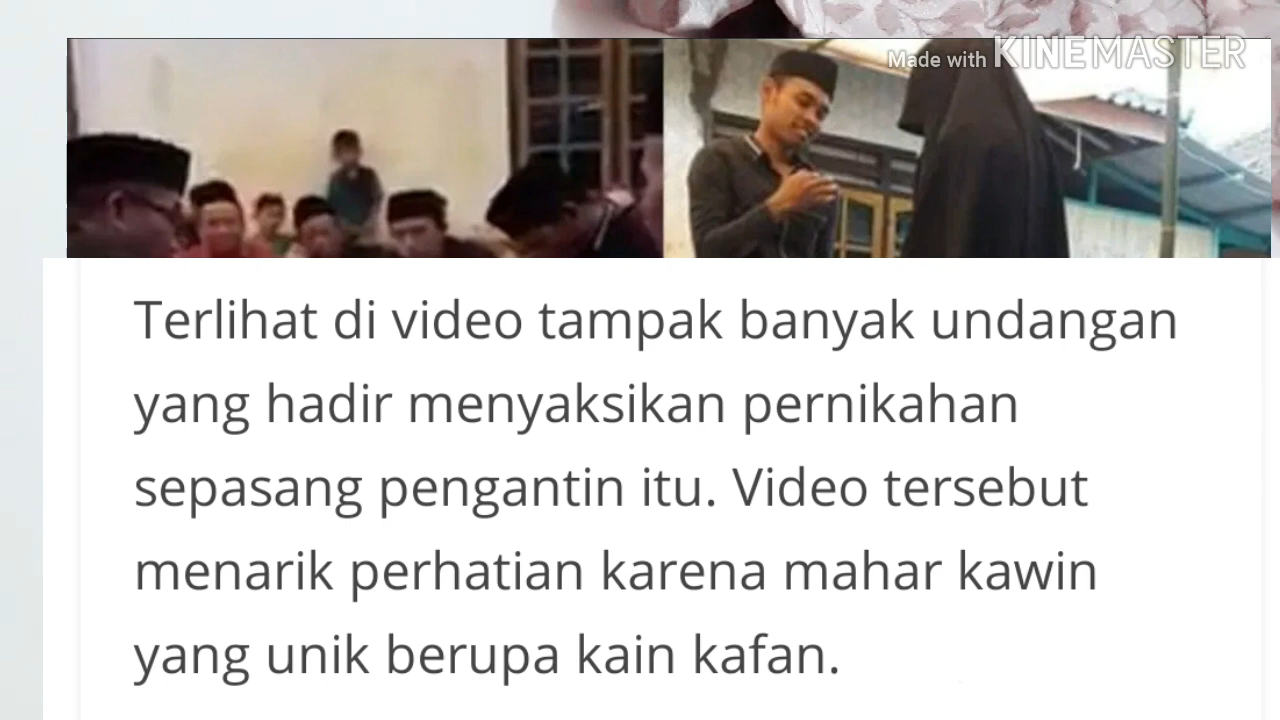 Made with KINEMASTER
Terlihat di video tampak banyak undangan
yang hadir menyaksikan pernikahan
sepasang pengantin itu. Video tersebut
menarik perhatian karena mahar kawin
yang unik berupa kain kafan.